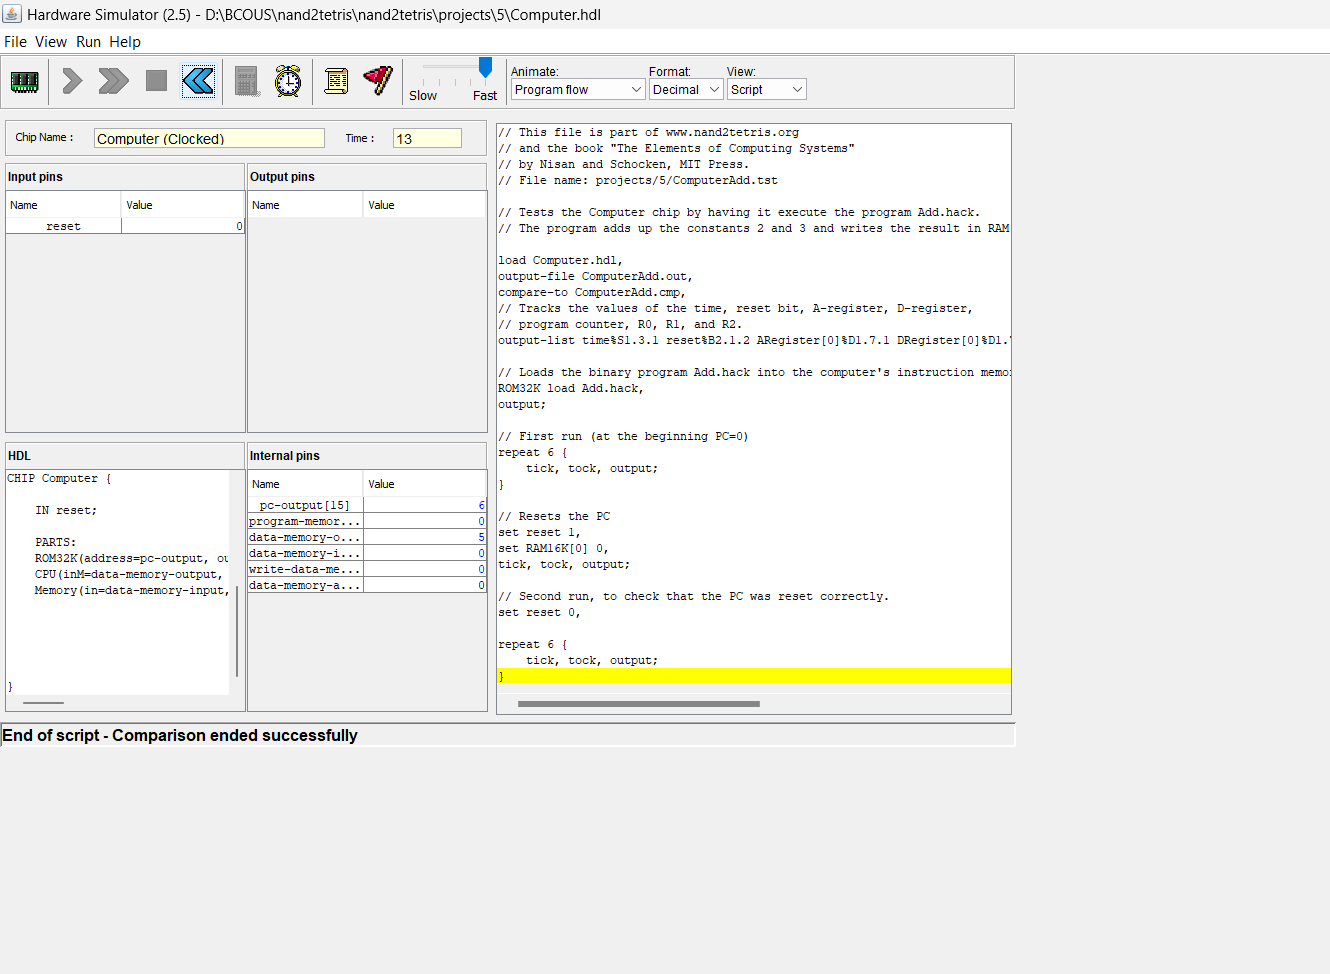 Hardware Simulator (2.5) - D:\BCOUS\nand2tetris\nand2tetris\projects\5\Computer.hdl
File View Run Help
Slow Fast
Animate: Format: View:
Program flow Decimal Script
Chip Name : Computer (Clocked) Time : 13
Input pins
Name Value
reset 0
Output pins
Name Value
HDL
CHIP Computer {
IN reset;
PARTS:
ROM32K(address=pc-output, ou
CPU(inM=data-memory-output,
Memory(in=data-memory-input,
}
Internal pins
Name Value
pc-output[15] 6
program-memor... 0
data-memory-o... 5
data-memory-i... 0
write-data-me... 0
data-memory-a... 0
// This file is part of www.nand2tetris.org
// and the book "The Elements of Computing Systems"
// by Nisan and Schocken, MIT Press.
// File name: projects/5/ComputerAdd.tst
// Tests the Computer chip by having it execute the program Add.hack.
// The program adds up the constants 2 and 3 and writes the result in RAM
load Computer.hdl,
output-file ComputerAdd.out,
compare-to ComputerAdd.cmp,
// Tracks the values of the time, reset bit, A-register, D-register,
// program counter, R0, R1, and R2.
output-list time%S1.3.1 reset%B2.1.2 ARegister[0]%D1.7.1 DRegister[0]%D1.
// Loads the binary program Add.hack into the computer's instruction memo
ROM32K load Add.hack,
output;
// First run (at the beginning PC=0)
repeat 6 {
tick, tock, output;
}
// Resets the PC
set reset 1,
set RAM16K[0] 0,
tick, tock, output;
// Second run, to check that the PC was reset correctly.
set reset 0,
repeat 6 {
tick, tock, output;
}
End of script - Comparison ended successfully